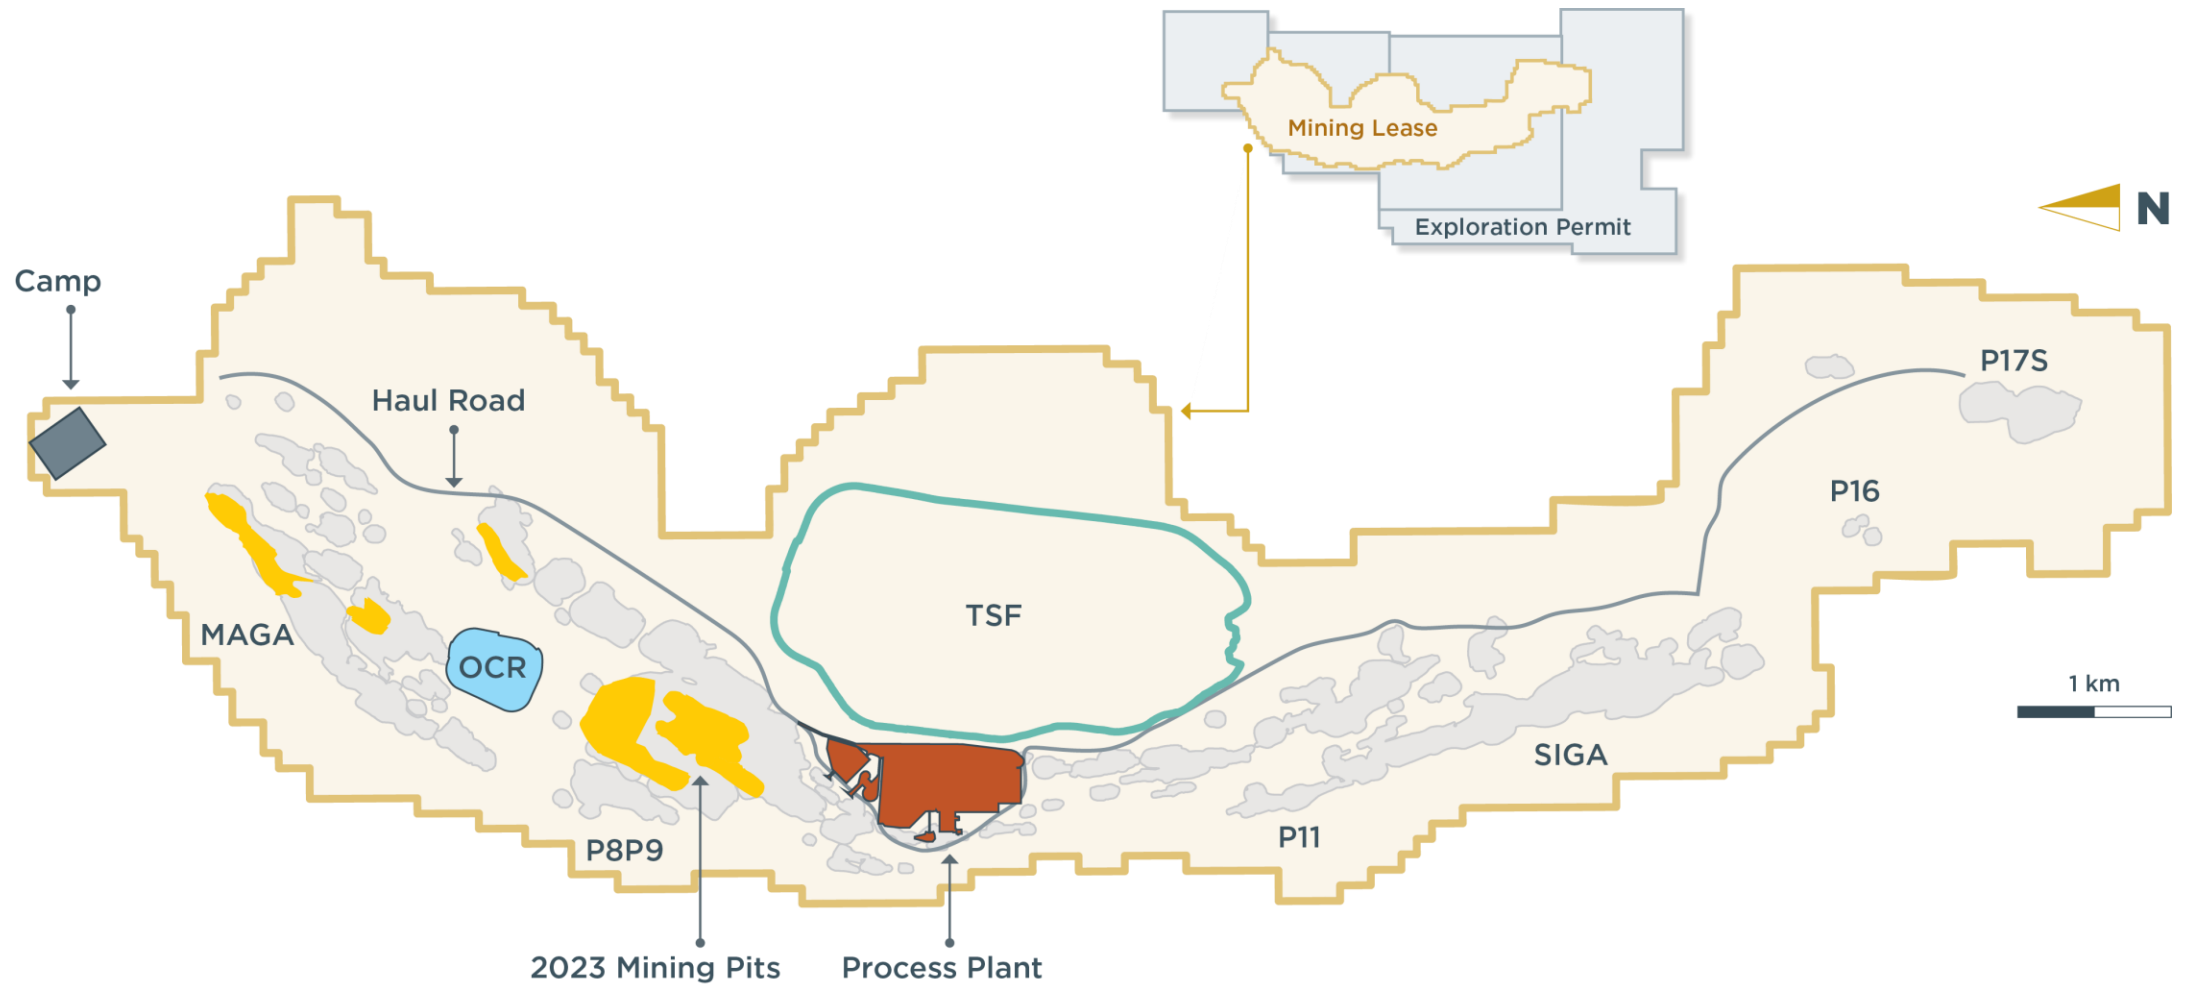 Mining Lease
Exploration Permit
N
Camp
Haul Road
P17S
P16
TSF
MAGA
OCR
1 km
SIGA
P11
P8P9
2023 Mining Pits
Process Plant